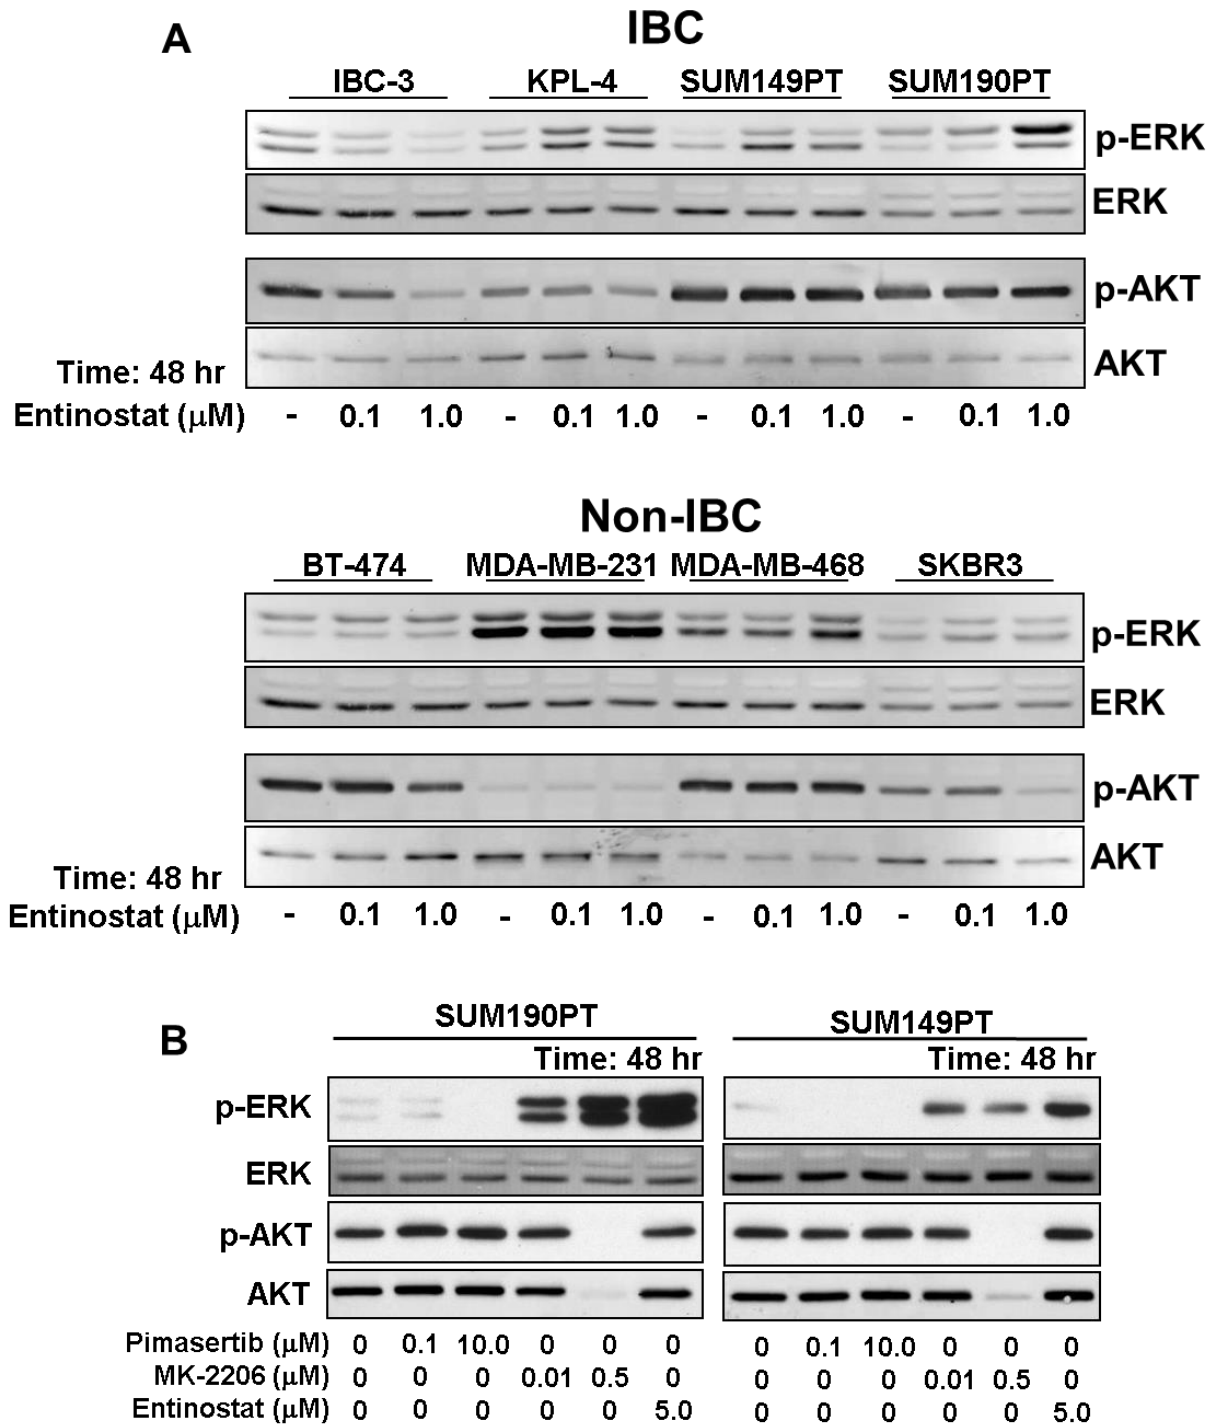 A
IBC
IBC-3 KPL-4 SUM149PT SUM190PT
p-ERK
ERK
p-AKT
AKT
Time: 48 hr
Entinostat (μM) - 0.1 1.0 - 0.1 1.0 - 0.1 1.0 - 0.1 1.0
Non-IBC
BT-474 MDA-MB-231 MDA-MB-468 SKBR3
p-ERK
ERK
p-AKT
AKT
Time: 48 hr
Entinostat (μM) - 0.1 1.0 - 0.1 1.0 - 0.1 1.0 - 0.1 1.0
B
SUM190PT SUM149PT
Time: 48 hr Time: 48 hr
p-ERK
ERK
p-AKT
AKT
Pimasertib (μM) 0 0.1 10.0 0 0 0 0 0.1 10.0 0 0 0
MK-2206 (μM) 0 0 0 0.01 0.5 0 0 0 0 0.01 0.5 0
Entinostat (μM) 0 0 0 0 0 5.0 0 0 0 0 0 5.0